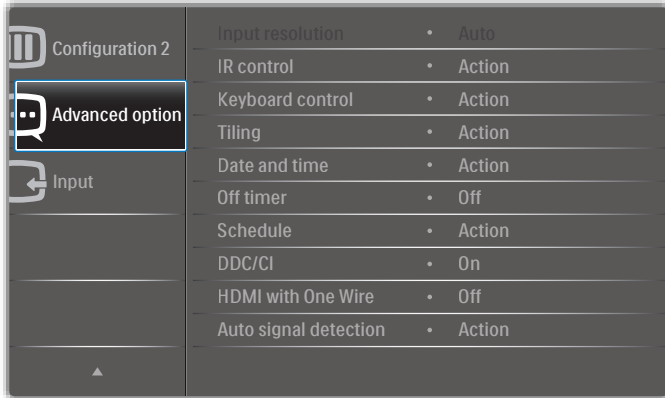 Configuration 2
Advanced option
Input
Input resolution • Auto
IR control • Action
Keyboard control • Action
Tiling • Action
Date and time • Action
Off timer • Off
Schedule • Action
DDC/CI • On
HDMI with One Wire • Off
Auto signal detection • Action